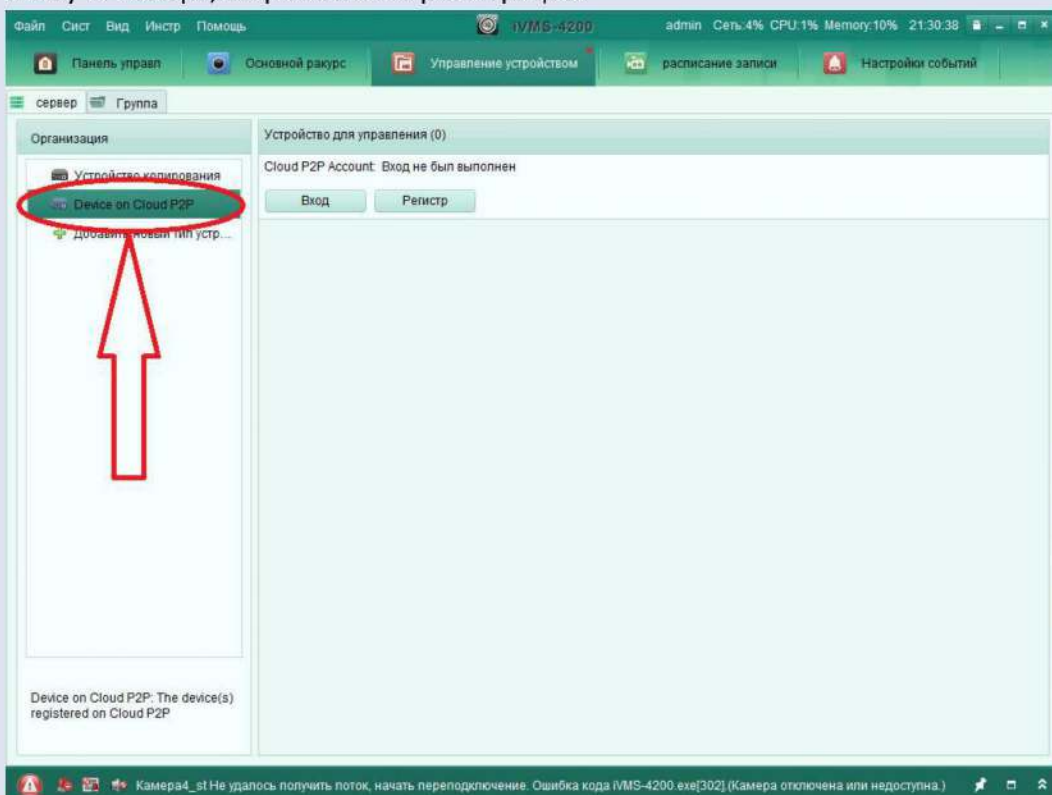 Файл Сист Вид Инстр Помощь
iVMS-4200
admin Сеть:4% CPU:1% Memory:10% 21:30:38
Панель управл
Основной ракурс
Управление устройством
расписание записи
Настройки событий
сервер
Группа
Организация
Устройство копирования
Device on Cloud P2P
Добавить новый тип устр...
Устройство для управления (0)
Cloud P2P Account: Вход не был выполнен
Вход
Регистр
Device on Cloud P2P: The device(s)
registered on Cloud P2P
Камера4_st Не удалось получить поток, начать переподключение. Ошибка кода iVMS-4200.exe[302].(Камера отключена или недоступна.)